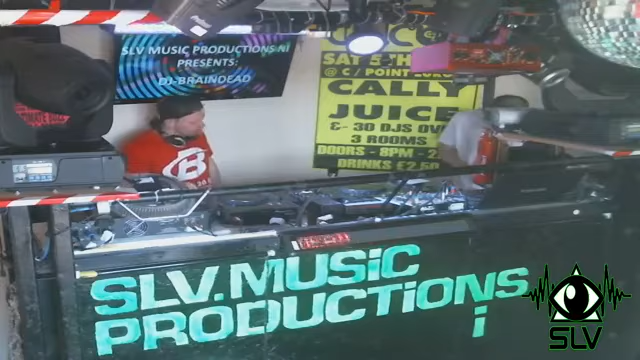 SLV MUSIC PRODUCTIONS NI
PRESENTS:
DJ-BRAINDEAD
SAT 5TH
@ C/POINT
CALLY
JUICE
£- 30 DJS
3 ROOMS
DOORS - 8PM - 2
DRINKS £2.50
B
SLV.MUSiC
PRODUCTiONS
i
SLV